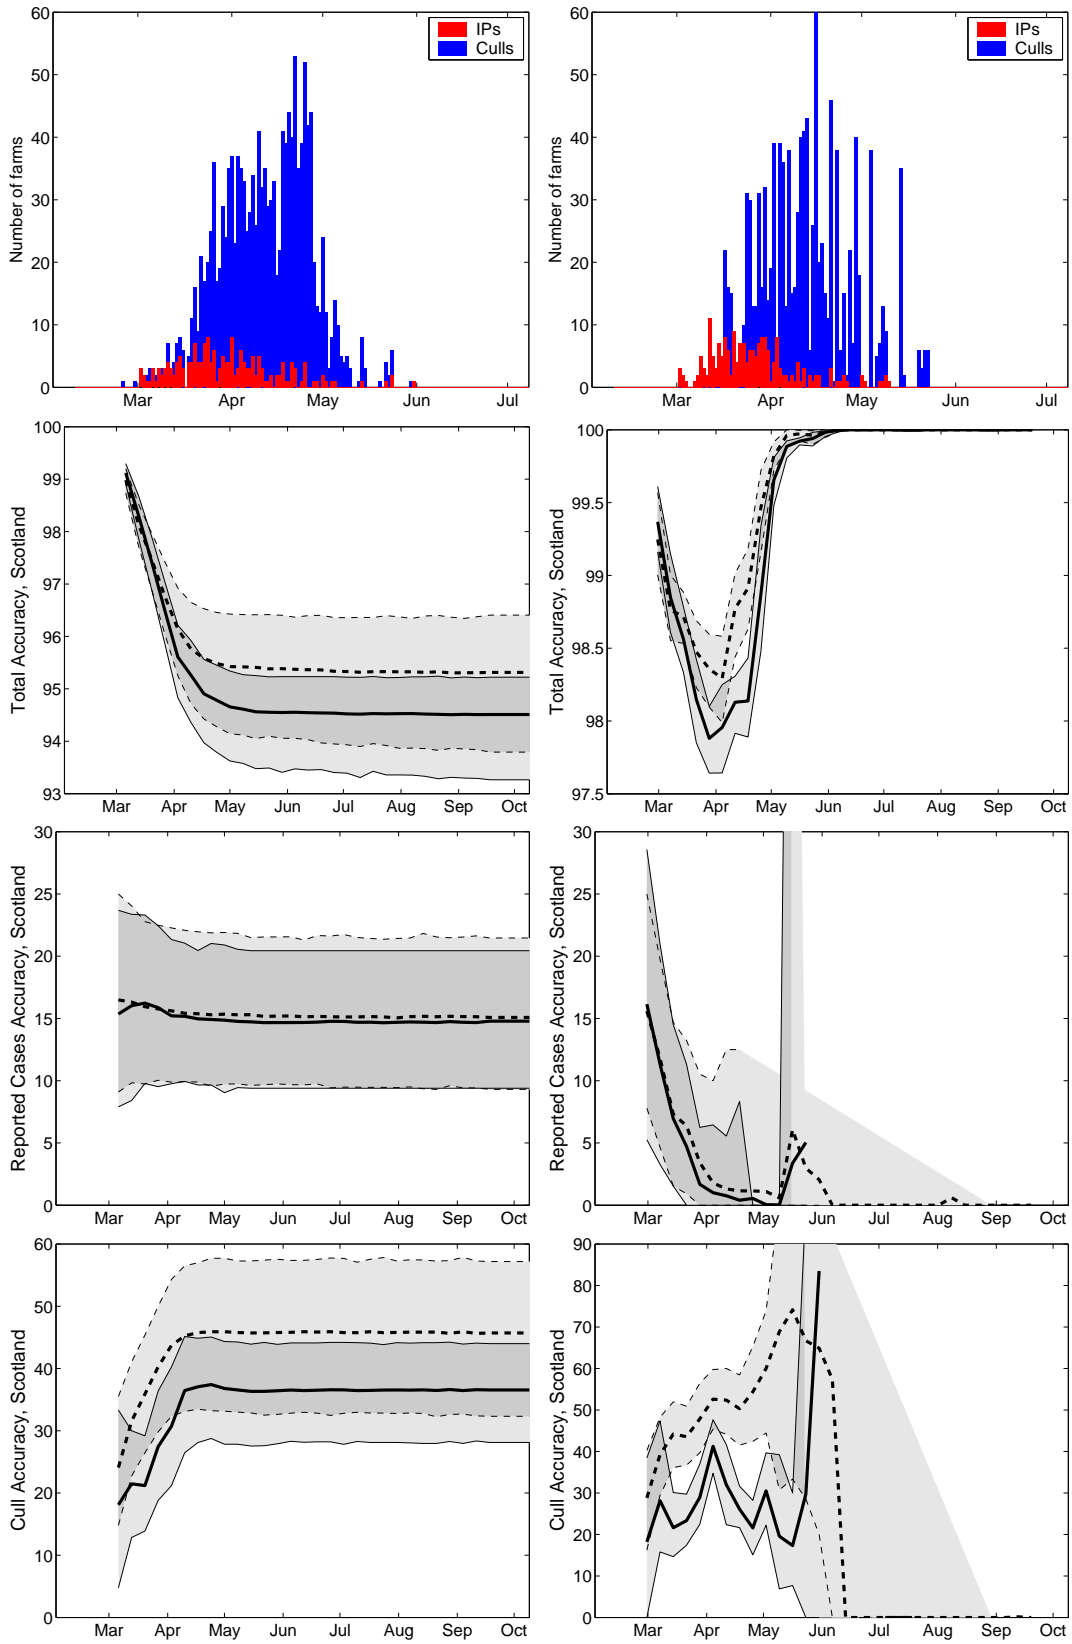 60
50
40
30
20
10
0
Number of farms
IPs
Culls
Mar Apr May Jun Jul
60
50
40
30
20
10
0
Number of farms
IPs
Culls
Mar Apr May Jun Jul
100
99
98
97
96
95
94
93
Total Accuracy, Scotland
Mar Apr May Jun Jul Aug Sep Oct
100
99.5
99
98.5
98
97.5
Total Accuracy, Scotland
Mar Apr May Jun Jul Aug Sep Oct
30
25
20
15
10
5
0
Reported Cases Accuracy, Scotland
Mar Apr May Jun Jul Aug Sep Oct
30
25
20
15
10
5
0
Reported Cases Accuracy, Scotland
Mar Apr May Jun Jul Aug Sep Oct
60
50
40
30
20
10
0
Cull Accuracy, Scotland
Mar Apr May Jun Jul Aug Sep Oct
90
80
70
60
50
40
30
20
10
0
Cull Accuracy, Scotland
Mar Apr May Jun Jul Aug Sep Oct